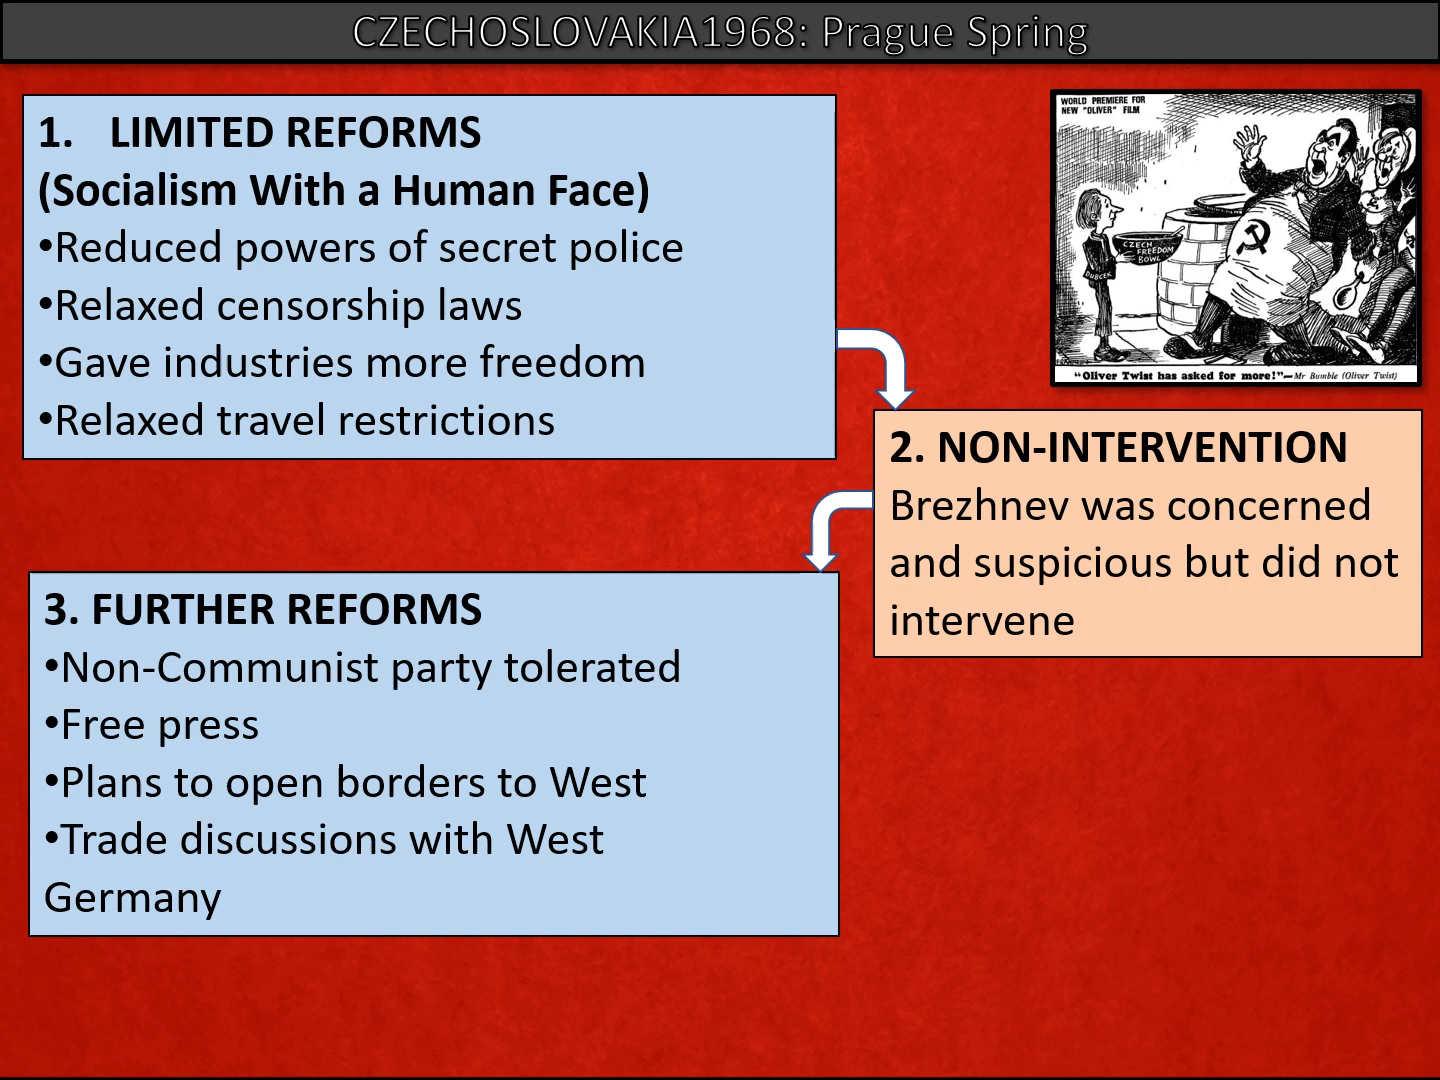 CZECHOSLOVAKIA1968: Prague Spring
1. LIMITED REFORMS
(Socialism With a Human Face)
•Reduced powers of secret police
•Relaxed censorship laws
•Gave industries more freedom
•Relaxed travel restrictions
WORLD PREMIERE FOR
NEW "OLIVER" FILM
CZECH
FREEDOM
BOWL
DUBCEK
"Oliver Twist has asked for more!"—Mr Bumble (Oliver Twist)
2. NON-INTERVENTION
Brezhnev was concerned
and suspicious but did not
intervene
3. FURTHER REFORMS
•Non-Communist party tolerated
•Free press
•Plans to open borders to West
•Trade discussions with West
Germany